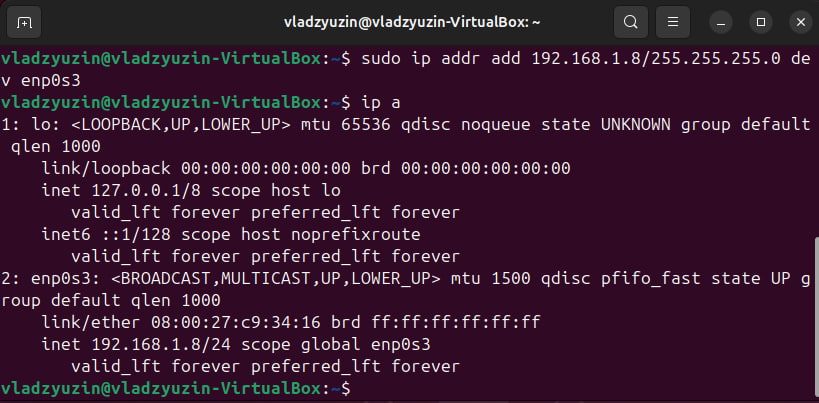 vladzyuzin@vladzyuzin-VirtualBox: ~
vladzyuzin@vladzyuzin-VirtualBox:~$ sudo ip addr add 192.168.1.8/255.255.255.0 de
v enp0s3
vladzyuzin@vladzyuzin-VirtualBox:~$ ip a
1: lo: <LOOPBACK,UP,LOWER_UP> mtu 65536 qdisc noqueue state UNKNOWN group default
 qlen 1000
    link/loopback 00:00:00:00:00:00 brd 00:00:00:00:00:00
    inet 127.0.0.1/8 scope host lo
       valid_lft forever preferred_lft forever
    inet6 ::1/128 scope host noprefixroute
       valid_lft forever preferred_lft forever
2: enp0s3: <BROADCAST,MULTICAST,UP,LOWER_UP> mtu 1500 qdisc pfifo_fast state UP g
roup default qlen 1000
    link/ether 08:00:27:c9:34:16 brd ff:ff:ff:ff:ff:ff
    inet 192.168.1.8/24 scope global enp0s3
       valid_lft forever preferred_lft forever
vladzyuzin@vladzyuzin-VirtualBox:~$